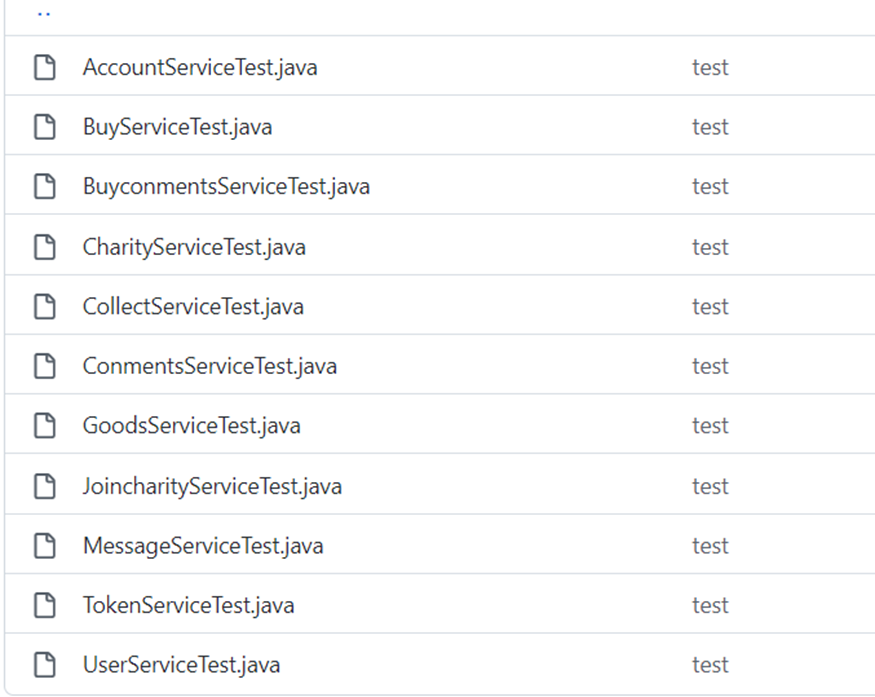 ..
AccountServiceTest.java test
BuyServiceTest.java test
BuyconmentsServiceTest.java test
CharityServiceTest.java test
CollectServiceTest.java test
ConmentsServiceTest.java test
GoodsServiceTest.java test
JoincharityServiceTest.java test
MessageServiceTest.java test
TokenServiceTest.java test
UserServiceTest.java test